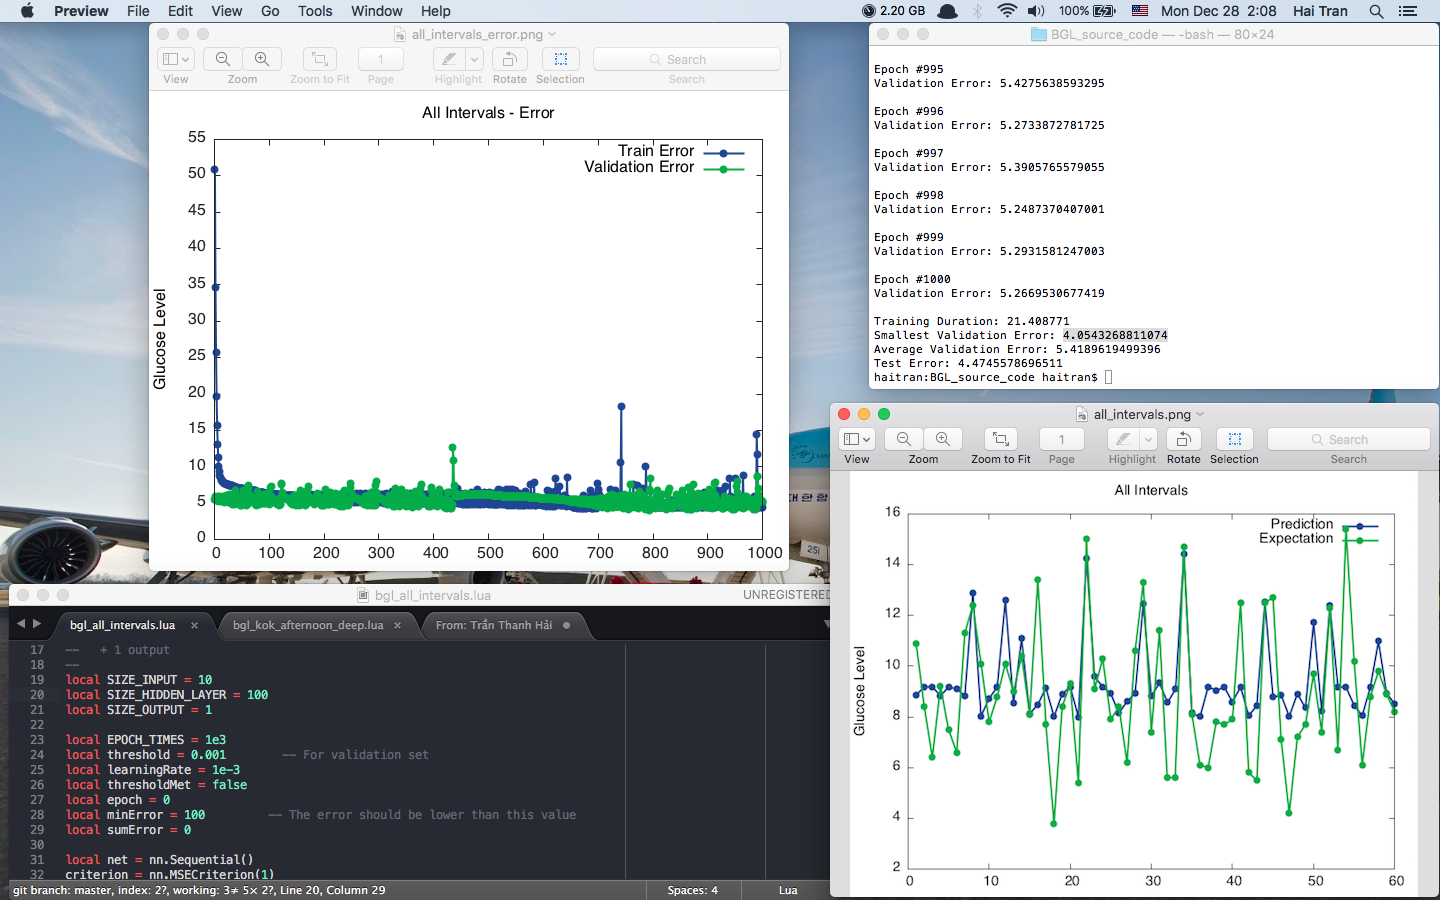 Preview File Edit View Go Tools Window Help
2.20 GB 100% Mon Dec 28 2:08 Hai Tran
all_intervals_error.png
1 Search
View Zoom Zoom to Fit Page Highlight Rotate Selection Search
All Intervals - Error
Glucose Level
55
50
45
40
35
30
25
20
15
10
5
0
0 100 200 300 400 500 600 700 800 900 1000
Train Error
Validation Error
BGL_source_code — -bash — 80×24
Epoch #995
Validation Error: 5.4275638593295
Epoch #996
Validation Error: 5.2733872781725
Epoch #997
Validation Error: 5.3905765579055
Epoch #998
Validation Error: 5.2487370407001
Epoch #999
Validation Error: 5.2931581247003
Epoch #1000
Validation Error: 5.2669530677419
Training Duration: 21.408771
Smallest Validation Error: 4.0543268811074
Average Validation Error: 5.4189619499396
Test Error: 4.4745578696511
haitran:BGL_source_code haitran$
대 한 항
251
bgl_all_intervals.lua
UNREGISTERED
bgl_all_intervals.lua × bgl_kok_afternoon_deep.lua × From: Trần Thanh Hải
17 -- + 1 output
18 --
19 local SIZE_INPUT = 10
20 local SIZE_HIDDEN_LAYER = 100
21 local SIZE_OUTPUT = 1
22
23 local EPOCH_TIMES = 1e3
24 local threshold = 0.001 -- For validation set
25 local learningRate = 1e-3
26 local thresholdMet = false
27 local epoch = 0
28 local minError = 100 -- The error should be lower than this value
29 local sumError = 0
30
31 local net = nn.Sequential()
32 criterion = nn.MSECriterion(1)
git branch: master, index: 2?, working: 3≠ 5× 2?, Line 20, Column 29
Spaces: 4 Lua
all_intervals.png
1 Search
View Zoom Zoom to Fit Page Highlight Rotate Selection Search
All Intervals
Glucose Level
16
14
12
10
8
6
4
2
0 10 20 30 40 50 60
Prediction
Expectation